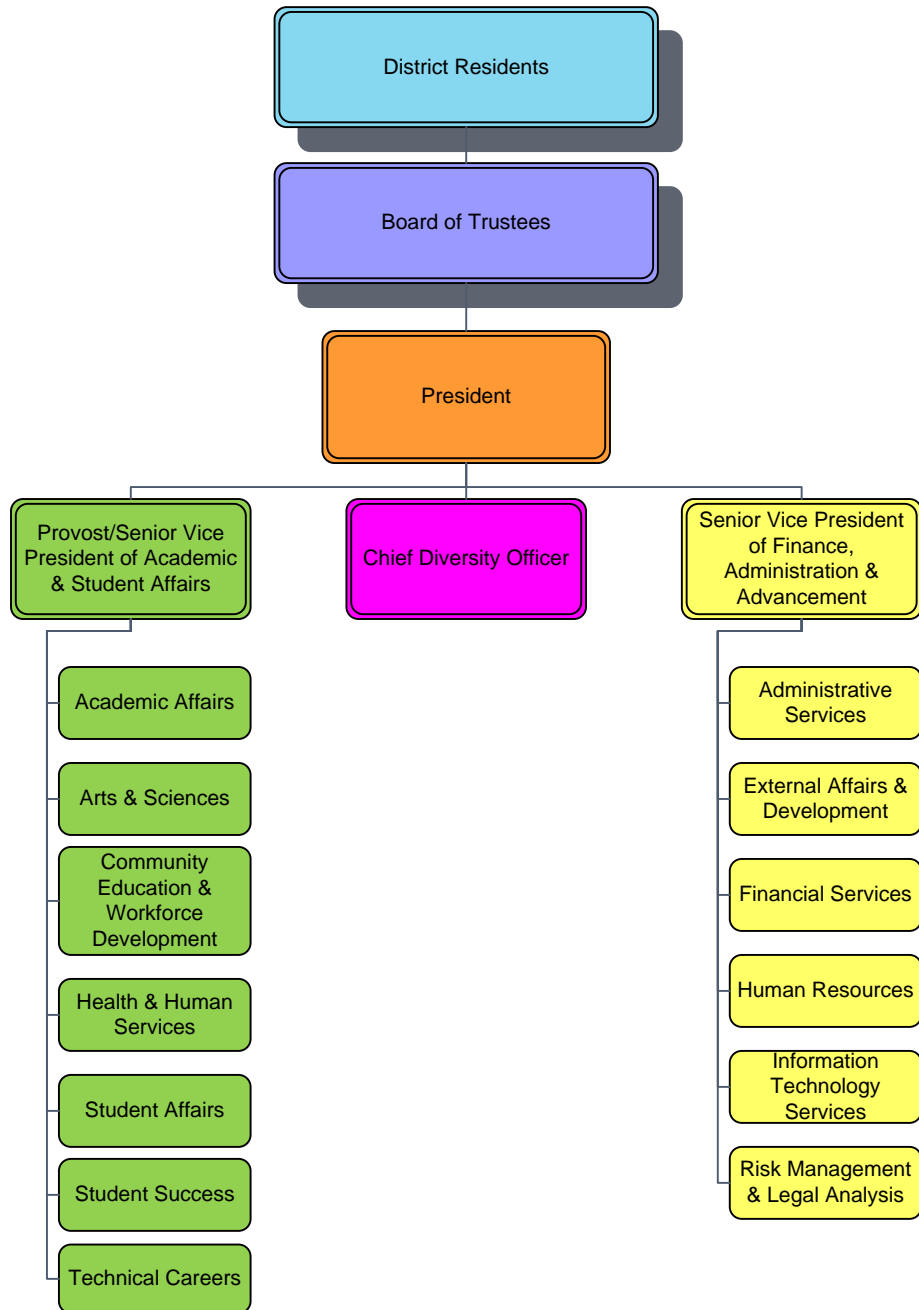 District Residents
Board of Trustees
President
Provost/Senior Vice
President of Academic
& Student Affairs
Chief Diversity Officer
Senior Vice President
of Finance,
Administration &
Advancement
Academic Affairs
Arts & Sciences
Community
Education &
Workforce
Development
Health & Human
Services
Student Affairs
Student Success
Technical Careers
Administrative
Services
External Affairs &
Development
Financial Services
Human Resources
Information
Technology
Services
Risk Management
& Legal Analysis